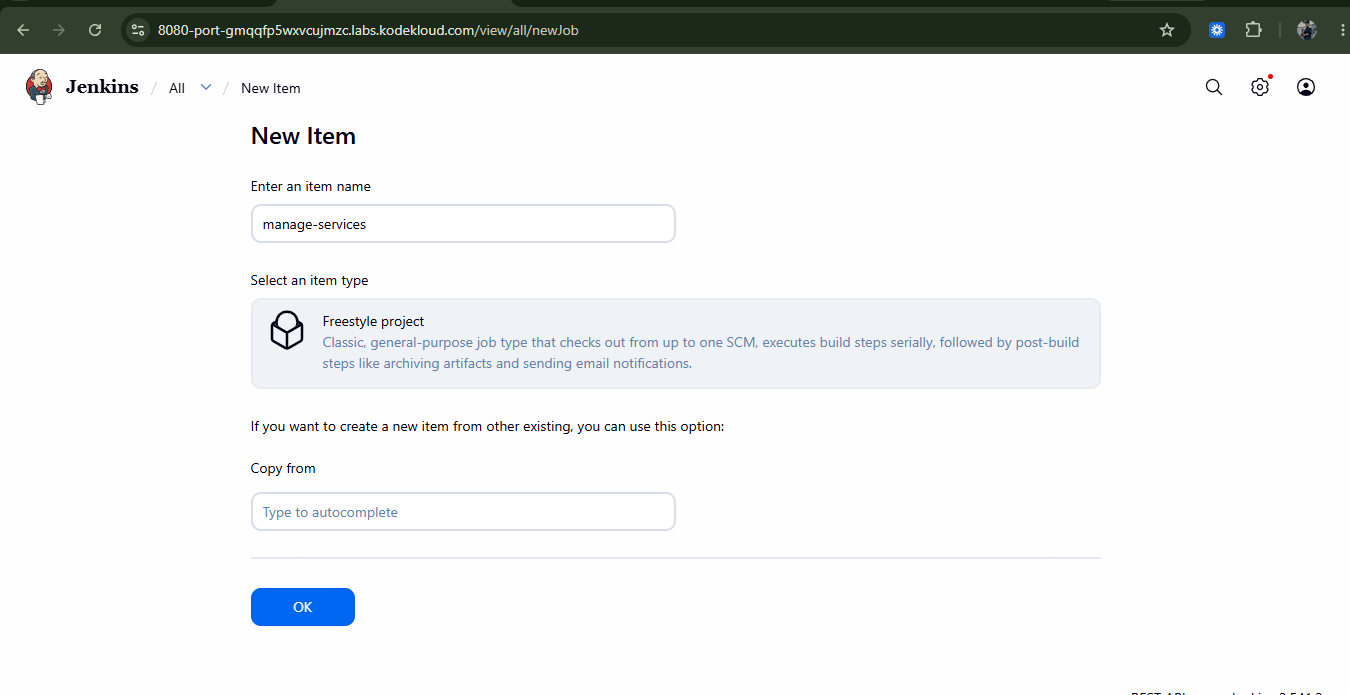 8080-port-gmqqfp5wxvcujmzc.labs.kodekloud.com/view/all/newJob
Jenkins / All / New Item
New Item
Enter an item name
manage-services
Select an item type
Freestyle project
Classic, general-purpose job type that checks out from up to one SCM, executes build steps serially, followed by post-build
steps like archiving artifacts and sending email notifications.
If you want to create a new item from other existing, you can use this option:
Copy from
Type to autocomplete
OK